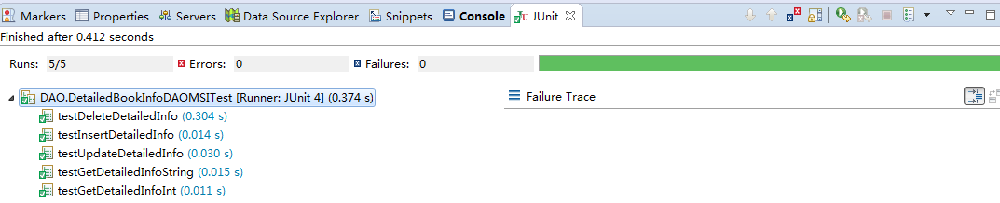 Markers Properties Servers Data Source Explorer Snippets Console JUnit
Finished after 0.412 seconds
Runs: 5/5 Errors: 0 Failures: 0
DAO.DetailedBookInfoDAOMSITest [Runner: JUnit 4] (0.374 s)
Failure Trace
testDeleteDetailedInfo (0.304 s)
testInsertDetailedInfo (0.014 s)
testUpdateDetailedInfo (0.030 s)
testGetDetailedInfoString (0.015 s)
testGetDetailedInfoInt (0.011 s)